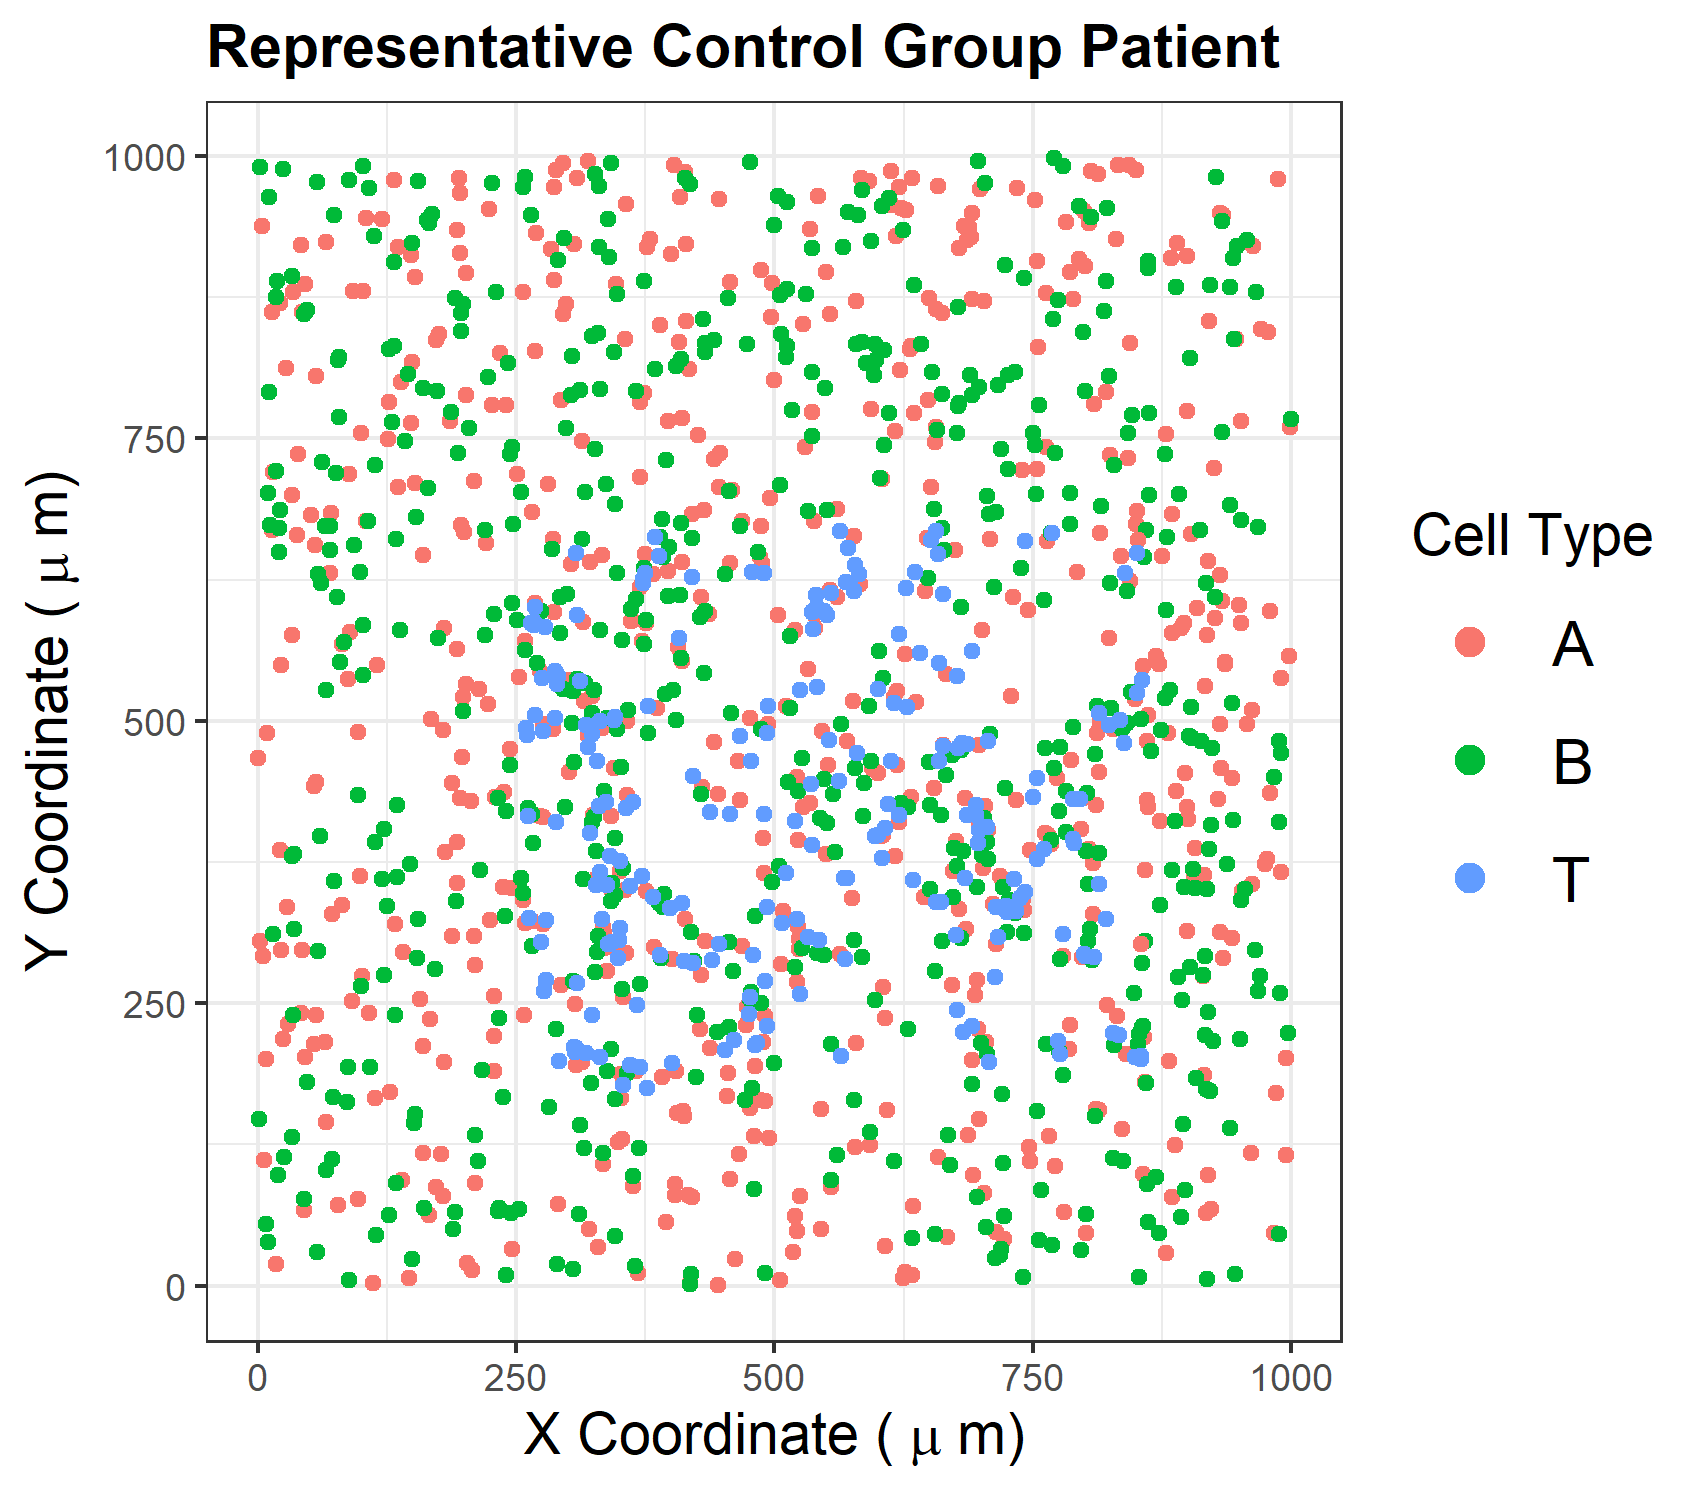 Representative Control Group Patient
1000
750
500
250
0
Y Coordinate ( μ m)
0 250 500 750 1000
X Coordinate ( μ m)
Cell Type
A
B
T